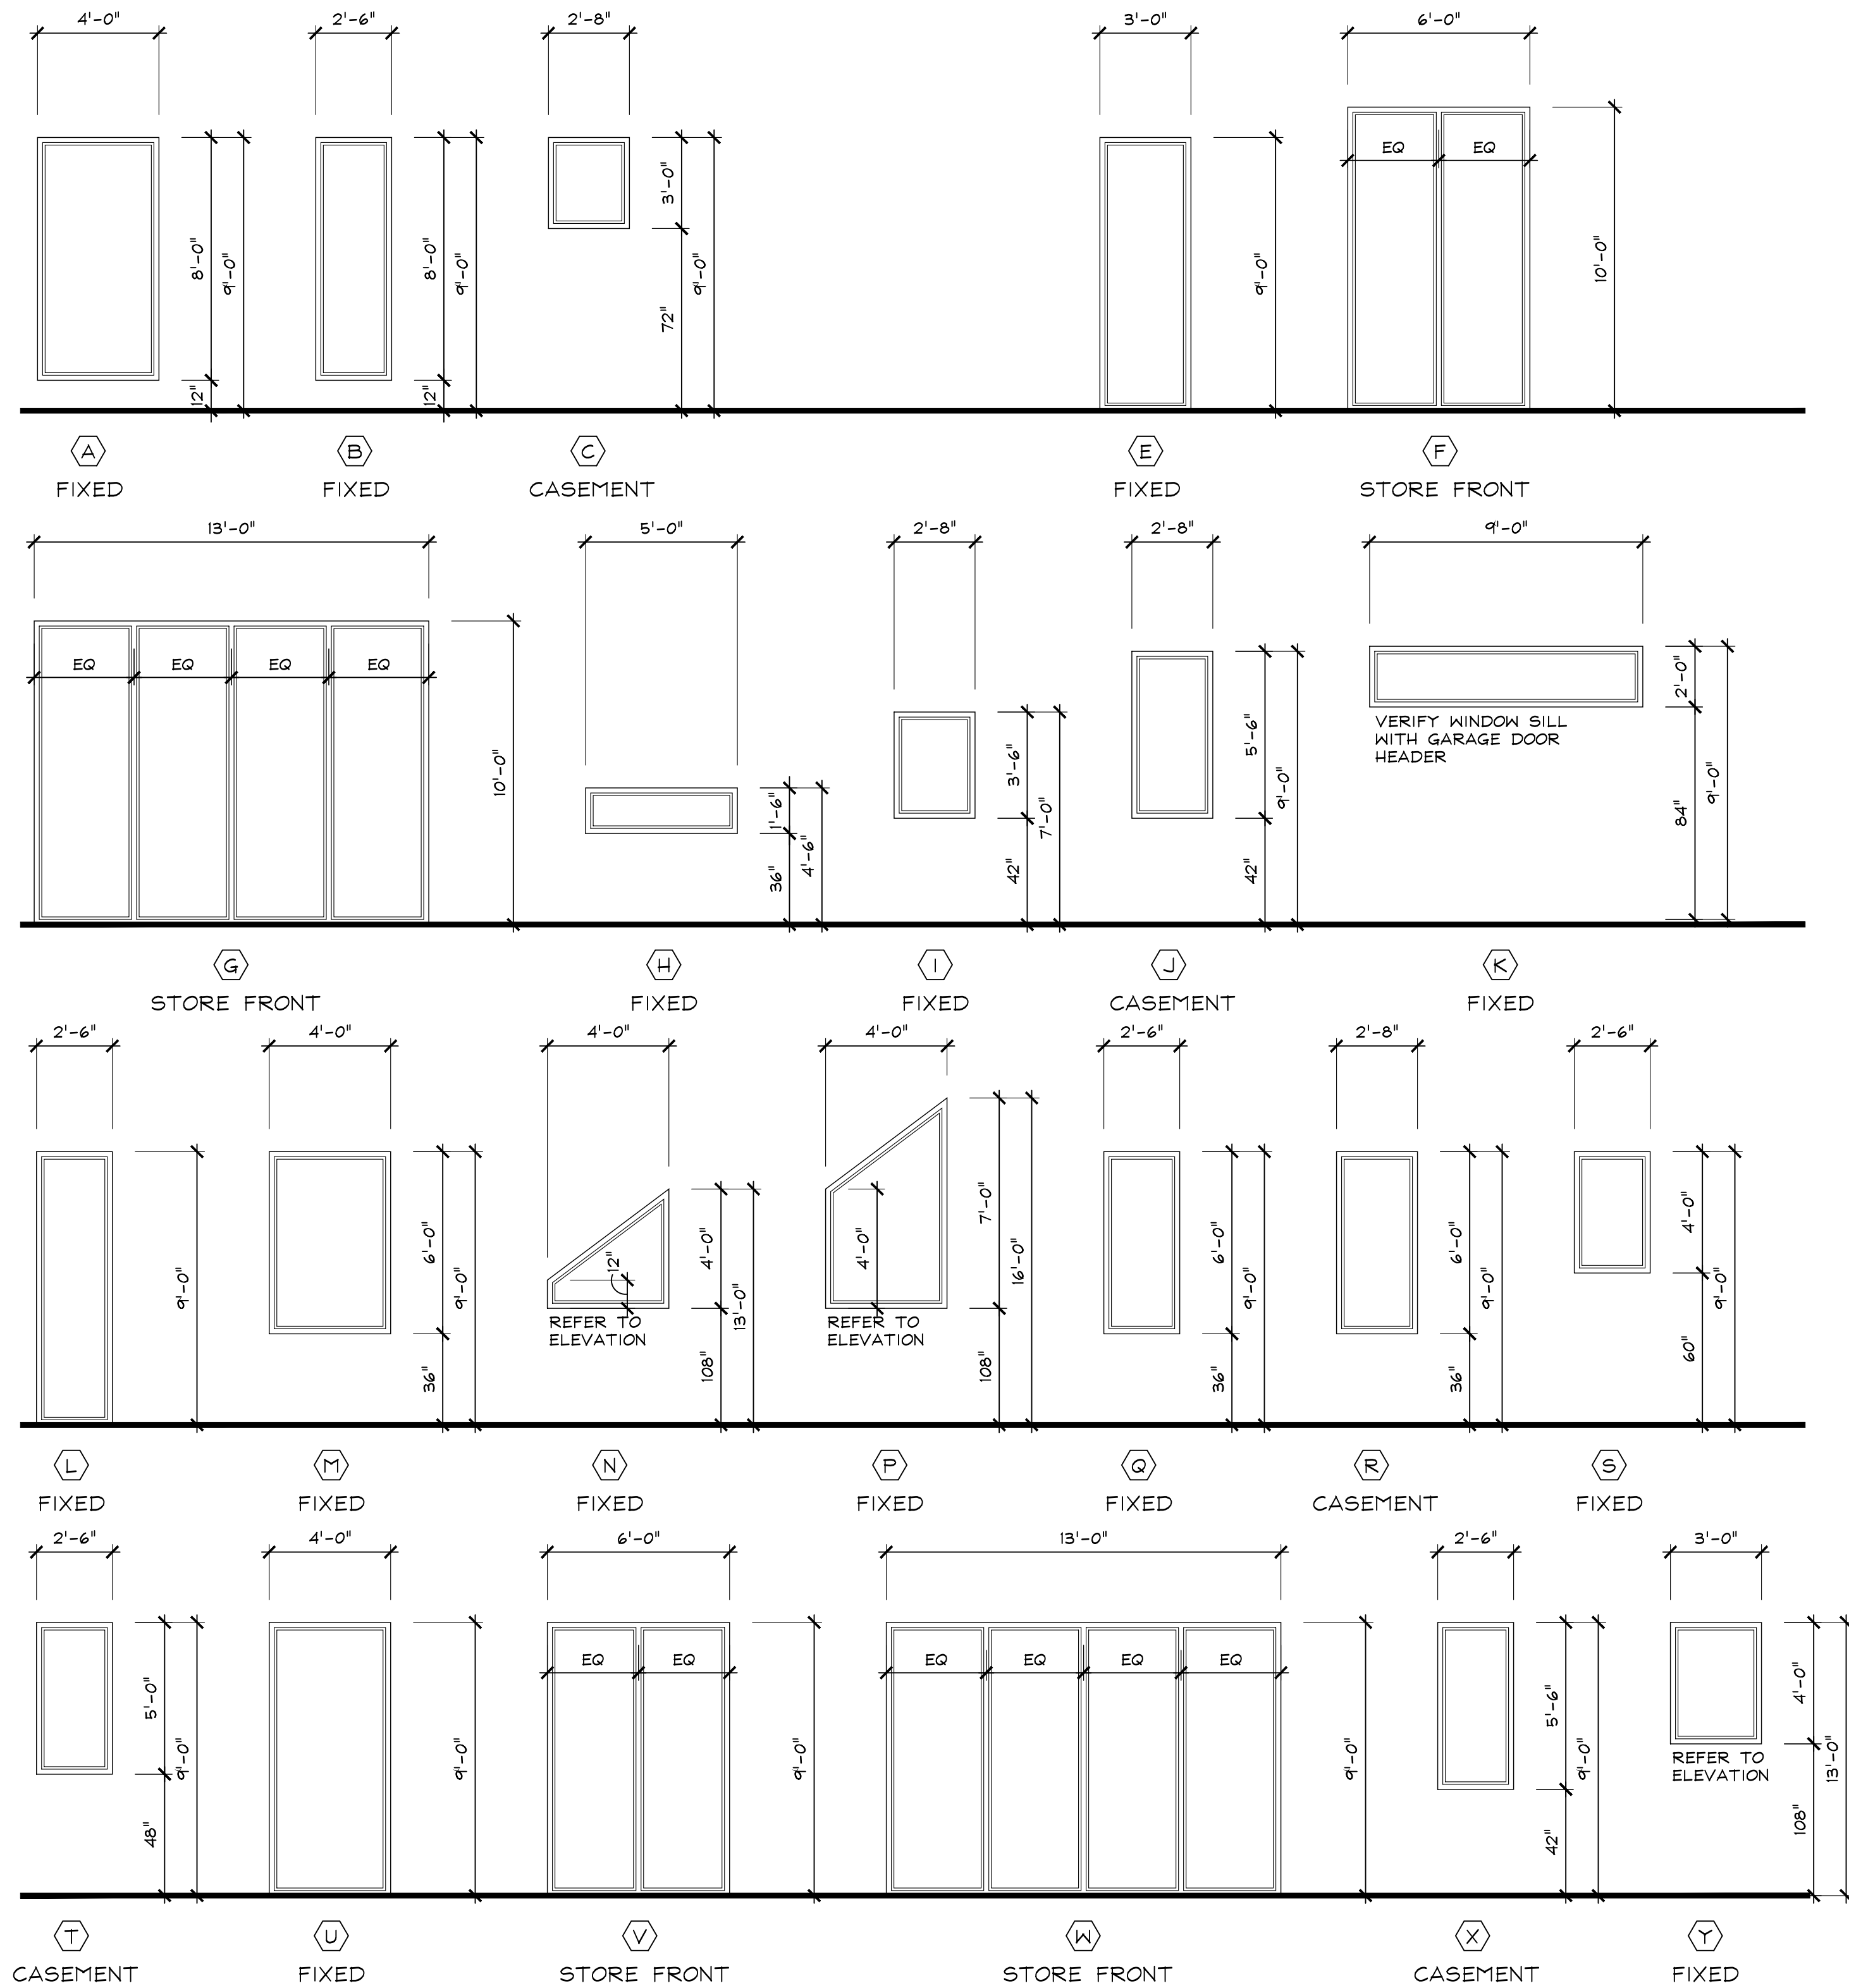 4'-0" 2'-6" 2'-8" 3'-0" 6'-0"
EQ EQ
8'-0" 9'-0" 8'-0" 9'-0" 3'-0" 9'-0" 9'-0" 10'-0"
12" 12" 72"
A B C E F
FIXED FIXED CASEMENT FIXED STORE FRONT
13'-0" 5'-0" 2'-8" 2'-8" 9'-0"
EQ EQ EQ EQ
10'-0" 1'-6" 4'-6" 3'-6" 7'-0" 5'-6" 9'-0" 2'-0" 9'-0"
VERIFY WINDOW SILL
WITH GARAGE DOOR
HEADER
36" 42" 42" 84"
G H I J K
STORE FRONT FIXED FIXED CASEMENT FIXED
2'-6" 4'-0" 4'-0" 4'-0" 2'-6" 2'-8" 2'-6"
9'-0" 6'-0" 9'-0" 12" 4'-0" 13'-0" 4'-0" 7'-0" 16'-0" 6'-0" 9'-0" 6'-0" 9'-0" 4'-0" 9'-0"
REFER TO
ELEVATION
REFER TO
ELEVATION
36" 108" 108" 36" 36" 60"
L M N P Q R S
FIXED FIXED FIXED FIXED FIXED CASEMENT FIXED
2'-6" 4'-0" 6'-0" 13'-0" 2'-6" 3'-0"
EQ EQ EQ EQ EQ EQ
5'-0" 9'-0" 9'-0" 9'-0" 9'-0" 5'-6" 9'-0" 4'-0" 13'-0"
REFER TO
ELEVATION
48" 42" 108"
T U V W X Y
CASEMENT FIXED STORE FRONT STORE FRONT CASEMENT FIXED